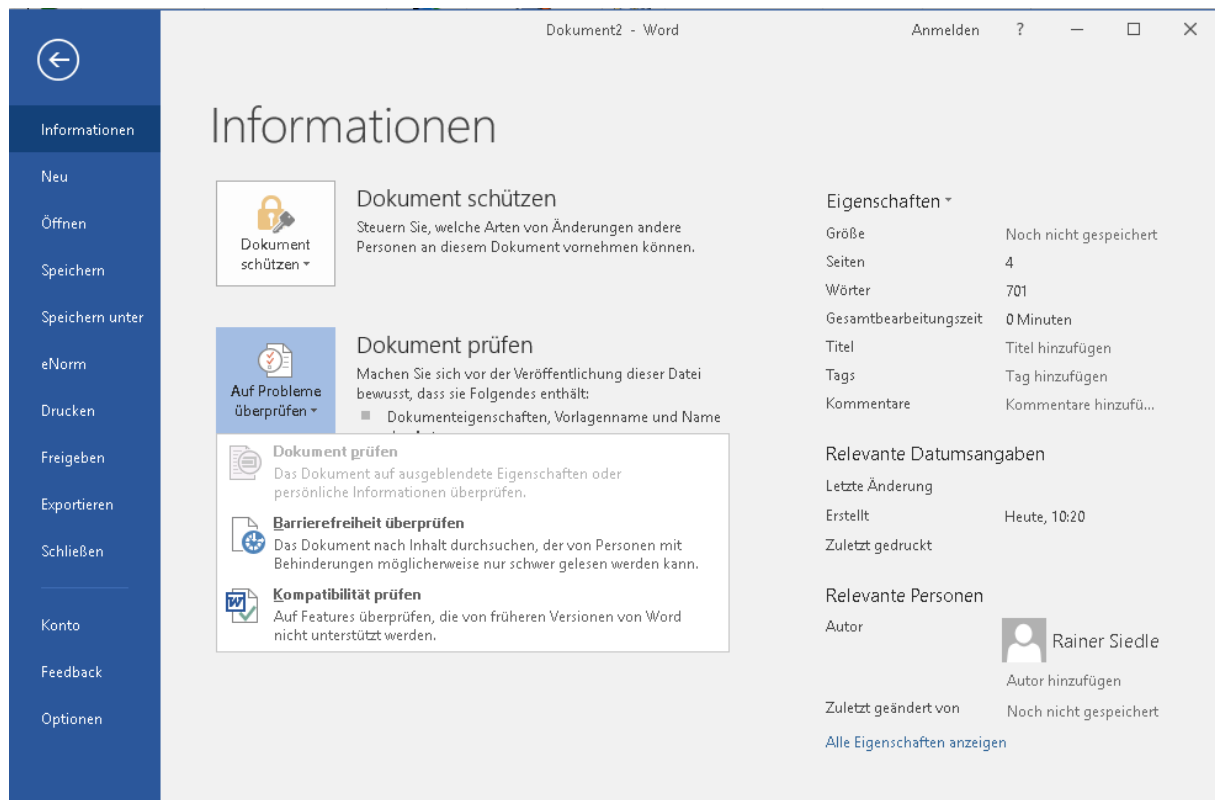 Dokument2 - Word
Anmelden ?
Informationen
Neu
Öffnen
Speichern
Speichern unter
eNorm
Drucken
Freigeben
Exportieren
Schließen
Konto
Feedback
Optionen
Informationen
Dokument schützen
Dokument schützen
Steuern Sie, welche Arten von Änderungen andere
Personen an diesem Dokument vornehmen können.
Auf Probleme
überprüfen
Dokument prüfen
Machen Sie sich vor der Veröffentlichung dieser Datei
bewusst, dass sie Folgendes enthält:
Dokumenteigenschaften, Vorlagenname und Name
Dokument prüfen
Das Dokument auf ausgeblendete Eigenschaften oder
persönliche Informationen überprüfen.
Barrierefreiheit überprüfen
Das Dokument nach Inhalt durchsuchen, der von Personen mit
Behinderungen möglicherweise nur schwer gelesen werden kann.
Kompatibilität prüfen
Auf Features überprüfen, die von früheren Versionen von Word
nicht unterstützt werden.
Eigenschaften
Größe Noch nicht gespeichert
Seiten 4
Wörter 701
Gesamtbearbeitungszeit 0 Minuten
Titel Titel hinzufügen
Tags Tag hinzufügen
Kommentare Kommentare hinzufü...
Relevante Datumsangaben
Letzte Änderung
Erstellt Heute, 10:20
Zuletzt gedruckt
Relevante Personen
Autor
Rainer Siedle
Autor hinzufügen
Zuletzt geändert von Noch nicht gespeichert
Alle Eigenschaften anzeigen